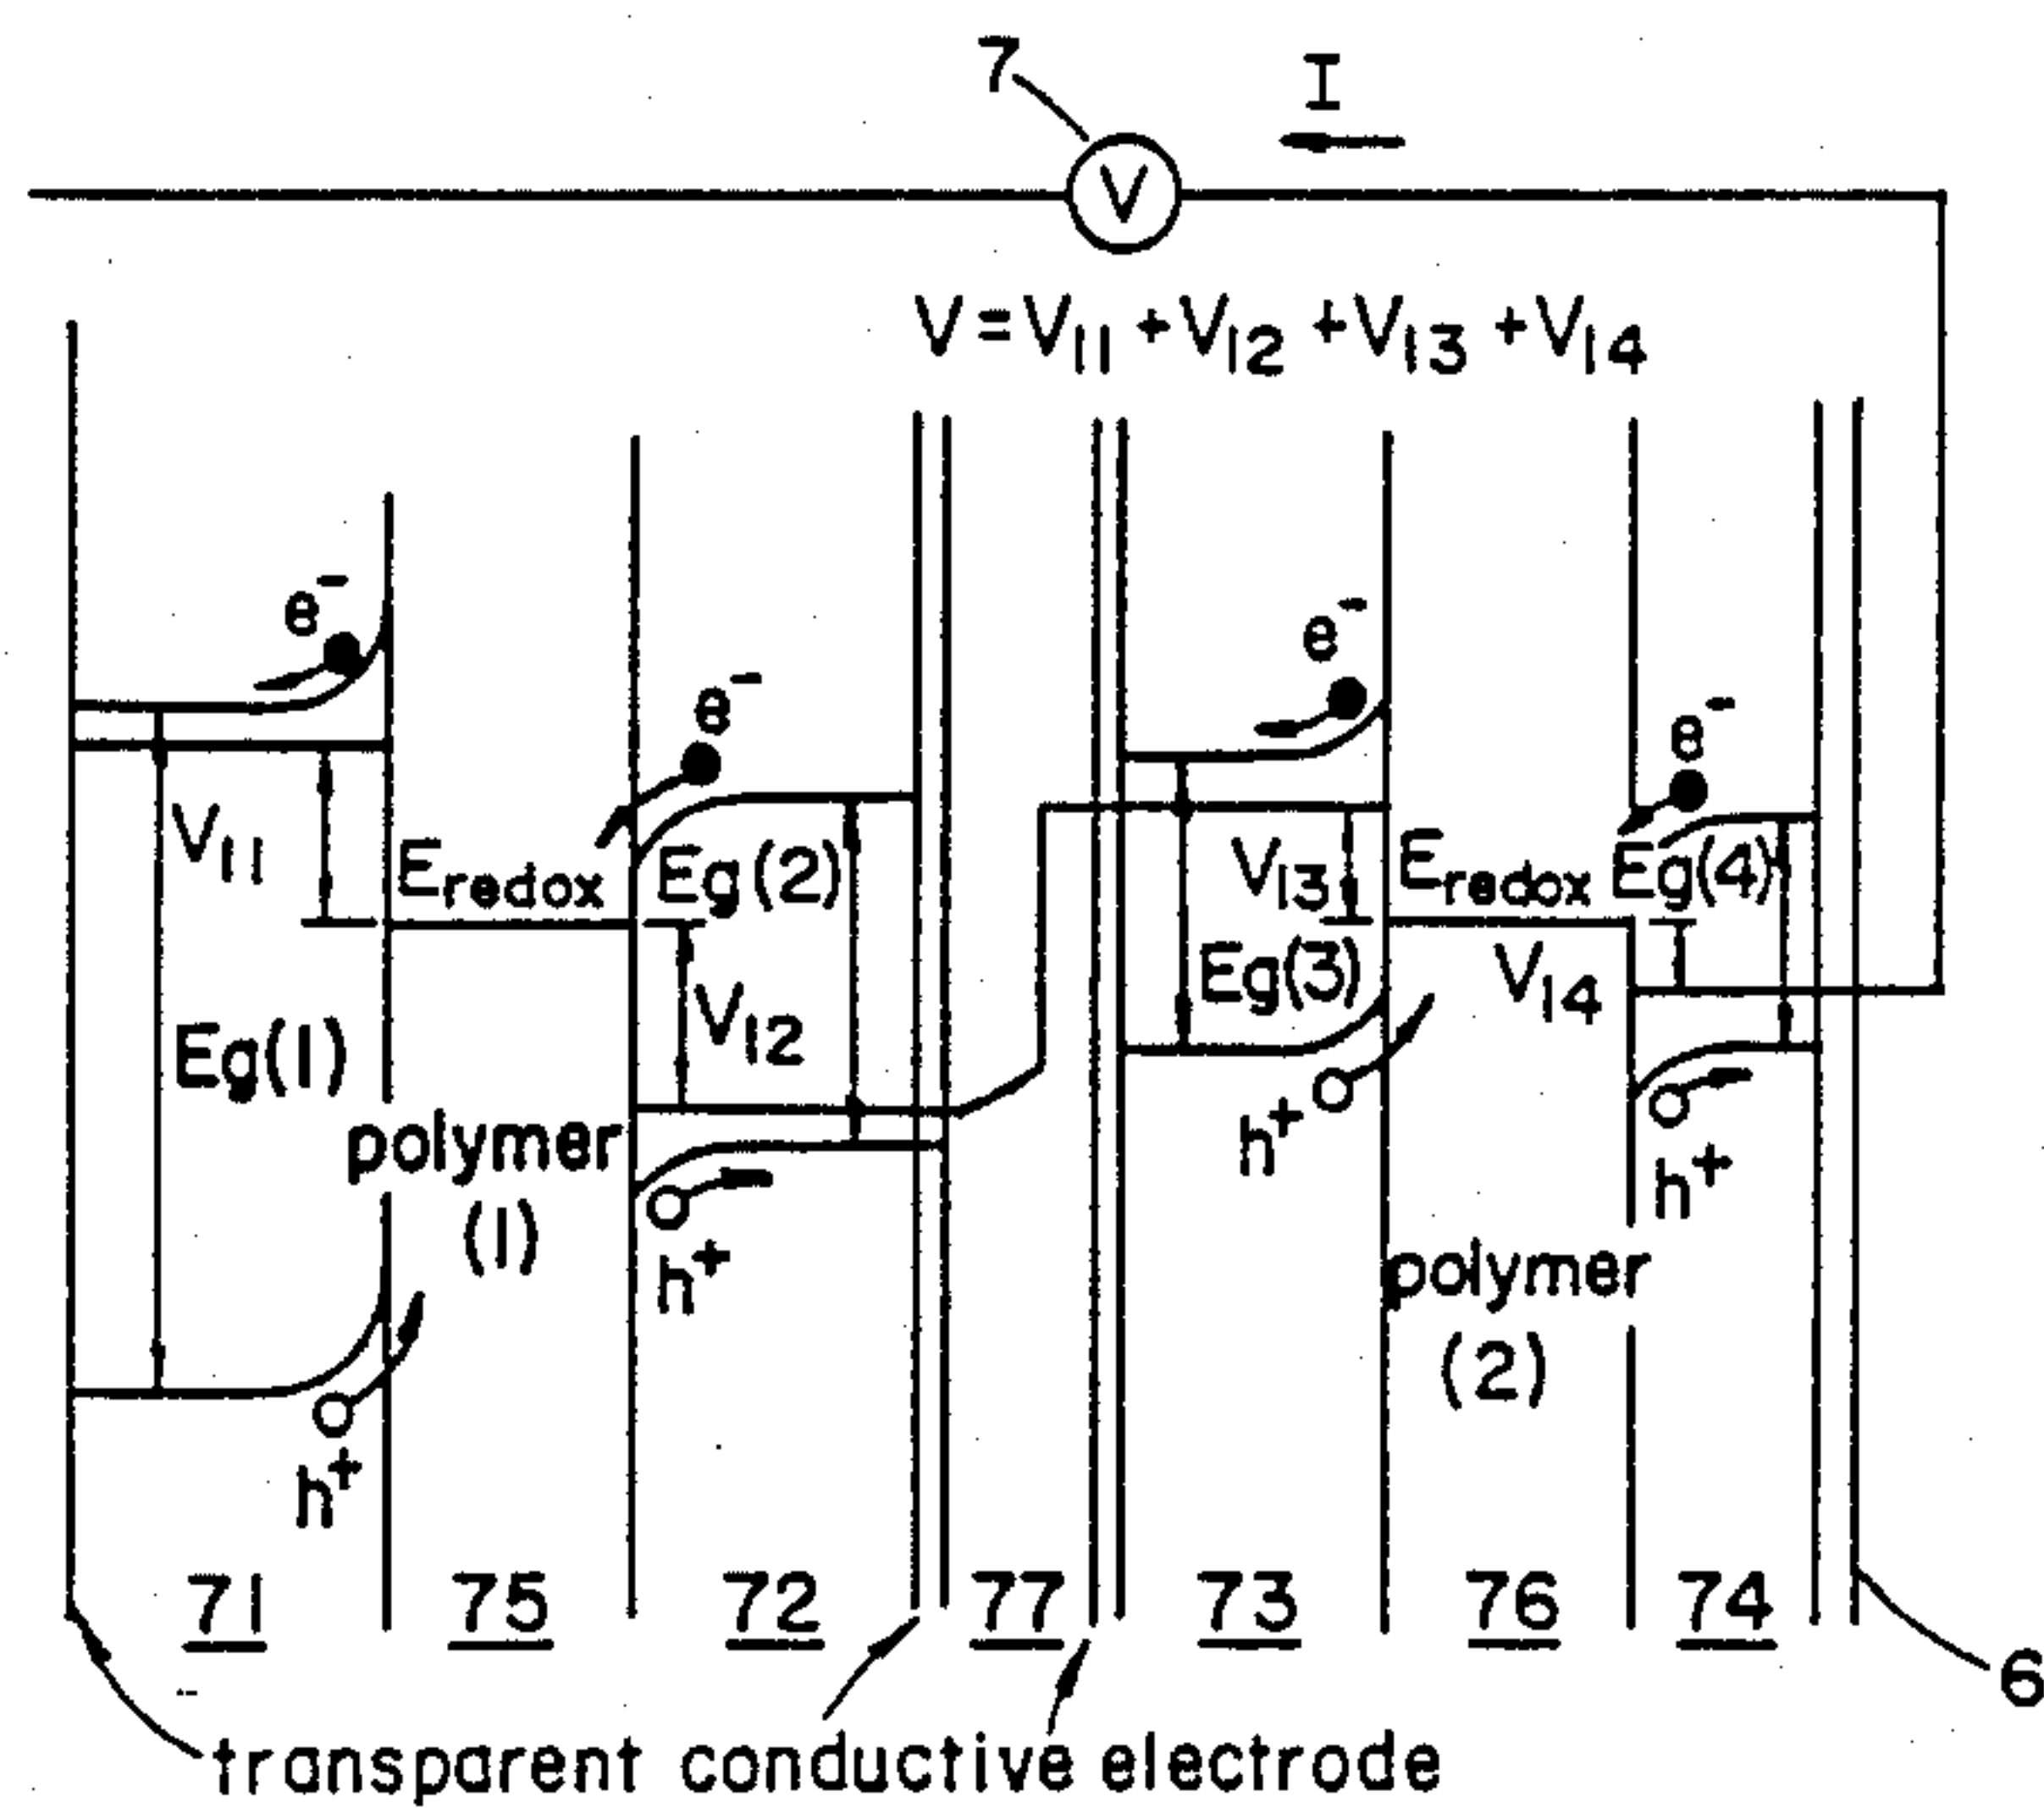 7
I
V
V=V11+V12+V13+V14
e-
e-
e-
e-
V11
Eredox
Eg(2)
V13
Eredox
Eg(4)
Eg(1)
V12
Eg(3)
V14
polymer
(1)
h+
h+
h+
h+
polymer
(2)
71
75
72
77
73
76
74
6
transparent conductive electrode